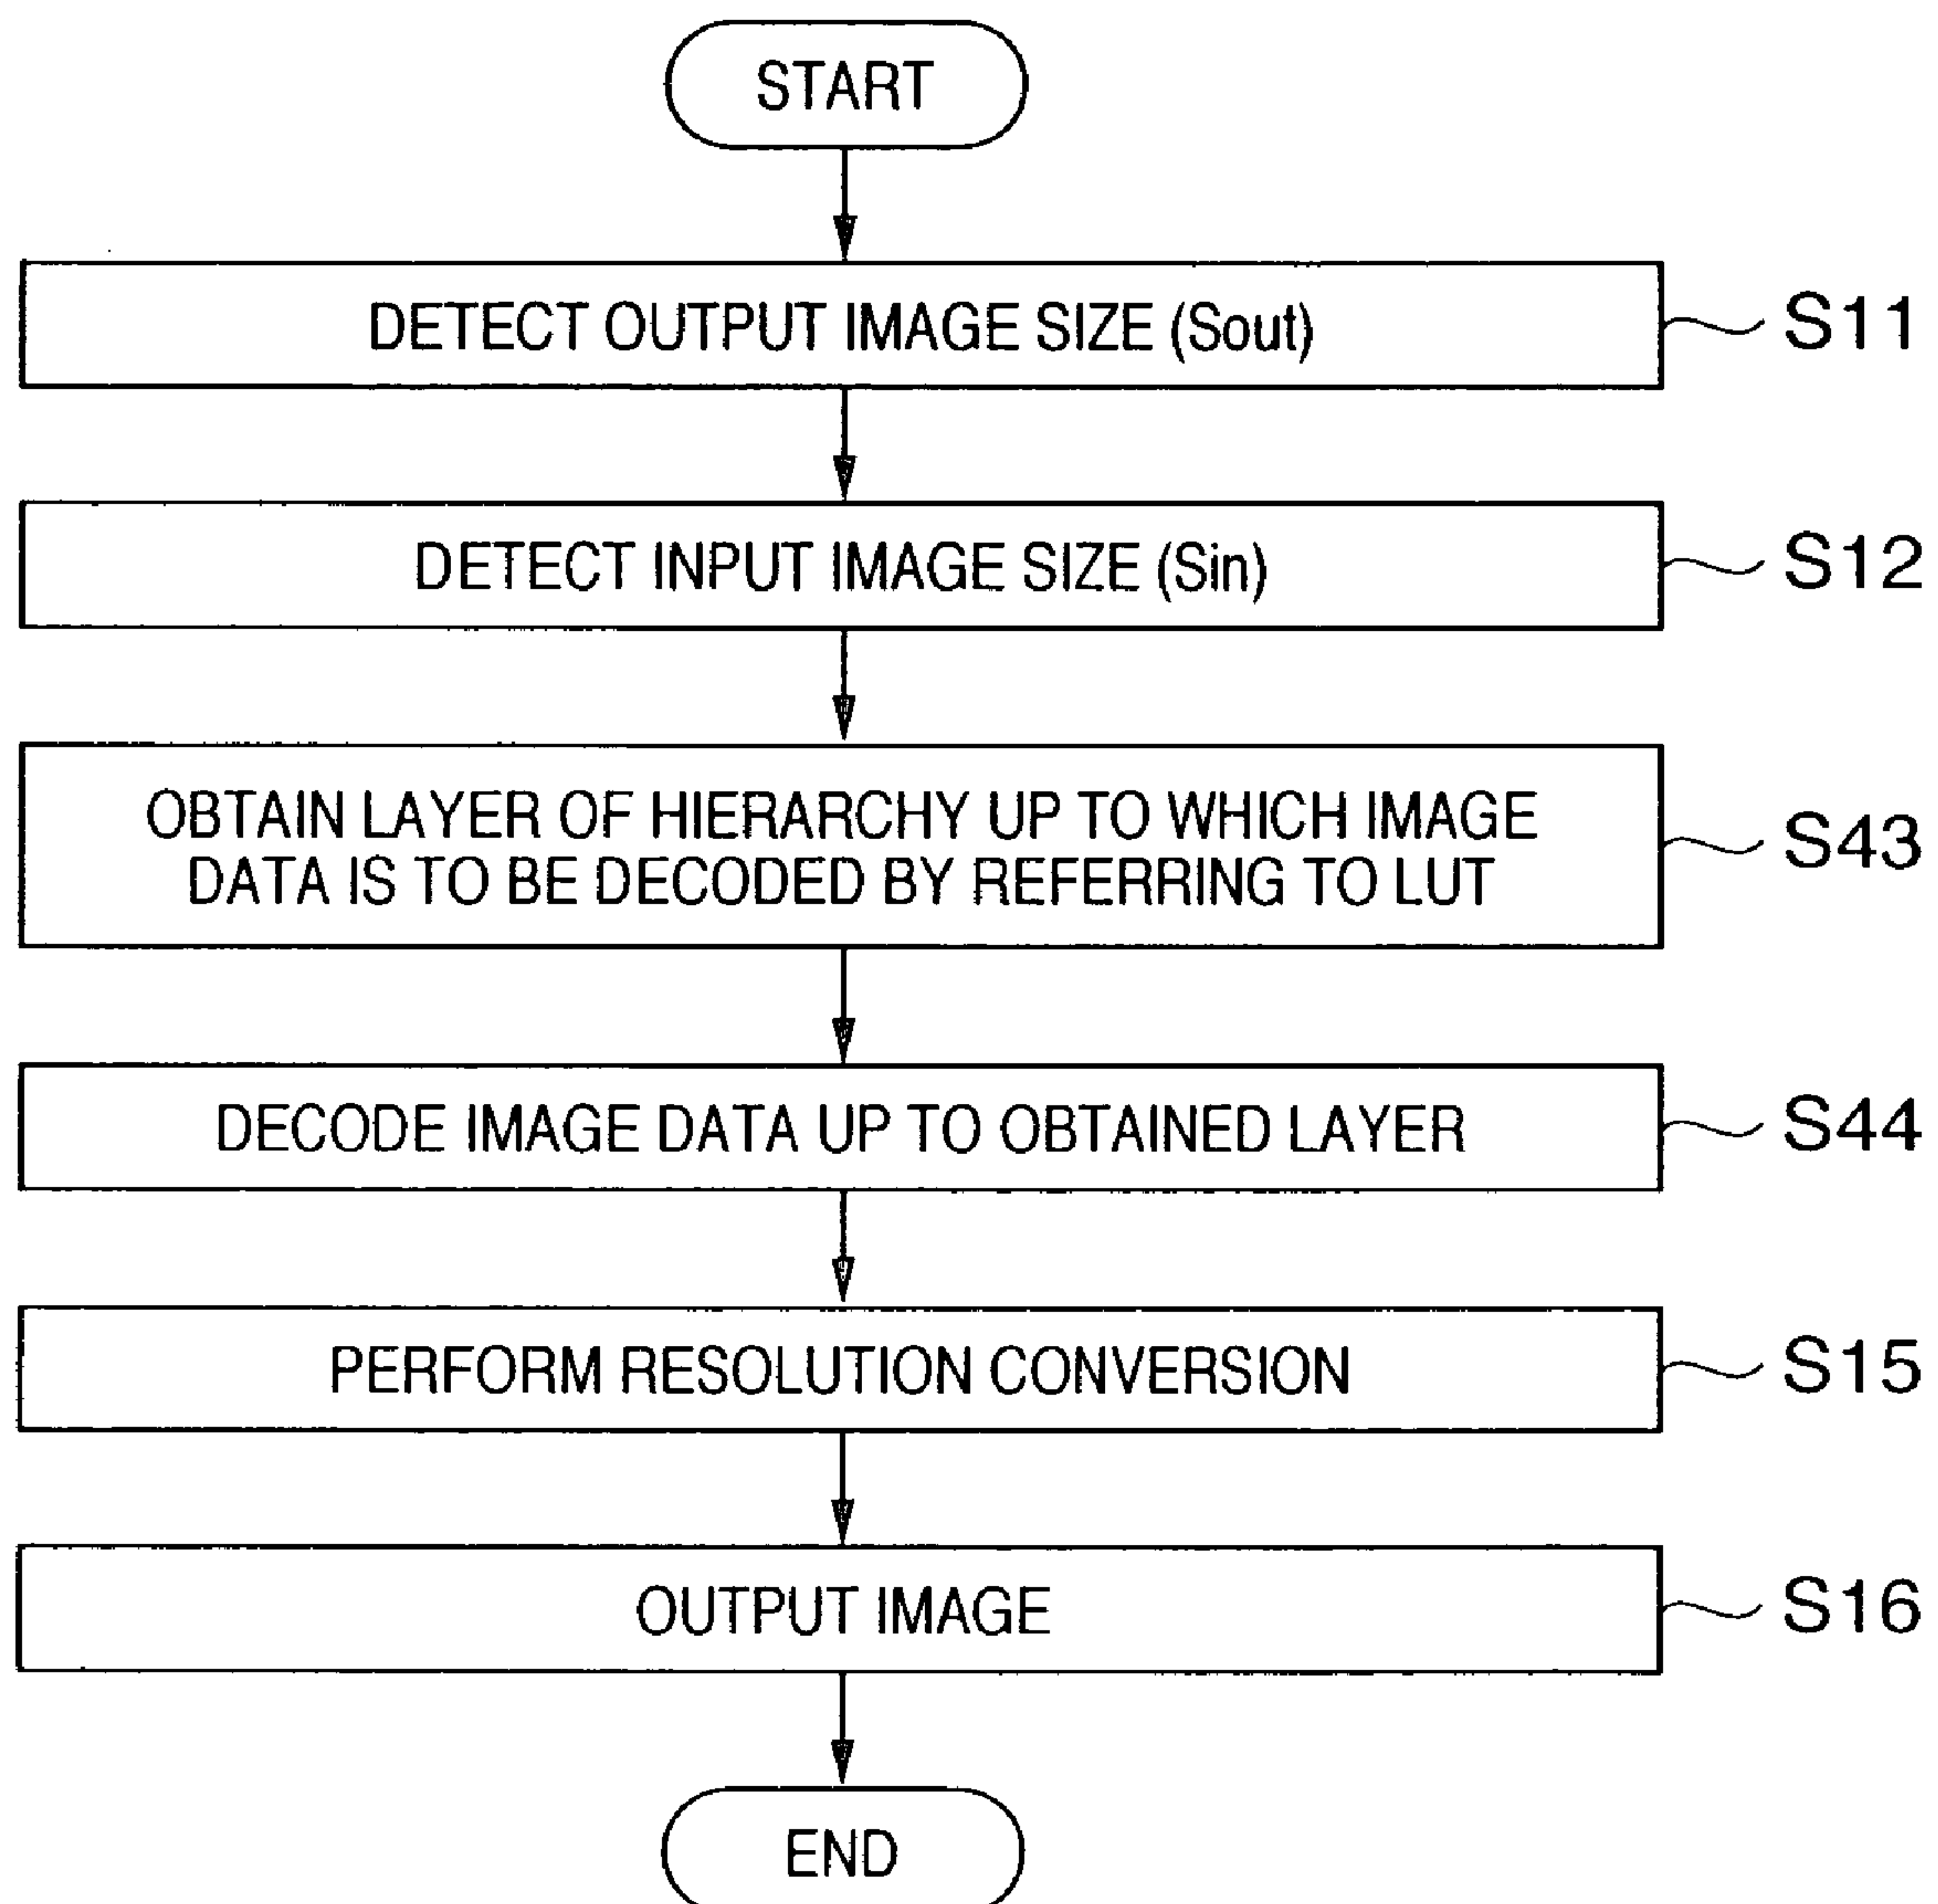 START
DETECT OUTPUT IMAGE SIZE (Sout)
S11
DETECT INPUT IMAGE SIZE (Sin)
S12
OBTAIN LAYER OF HIERARCHY UP TO WHICH IMAGE
DATA IS TO BE DECODED BY REFERRING TO LUT
S43
DECODE IMAGE DATA UP TO OBTAINED LAYER
S44
PERFORM RESOLUTION CONVERSION
S15
OUTPUT IMAGE
S16
END